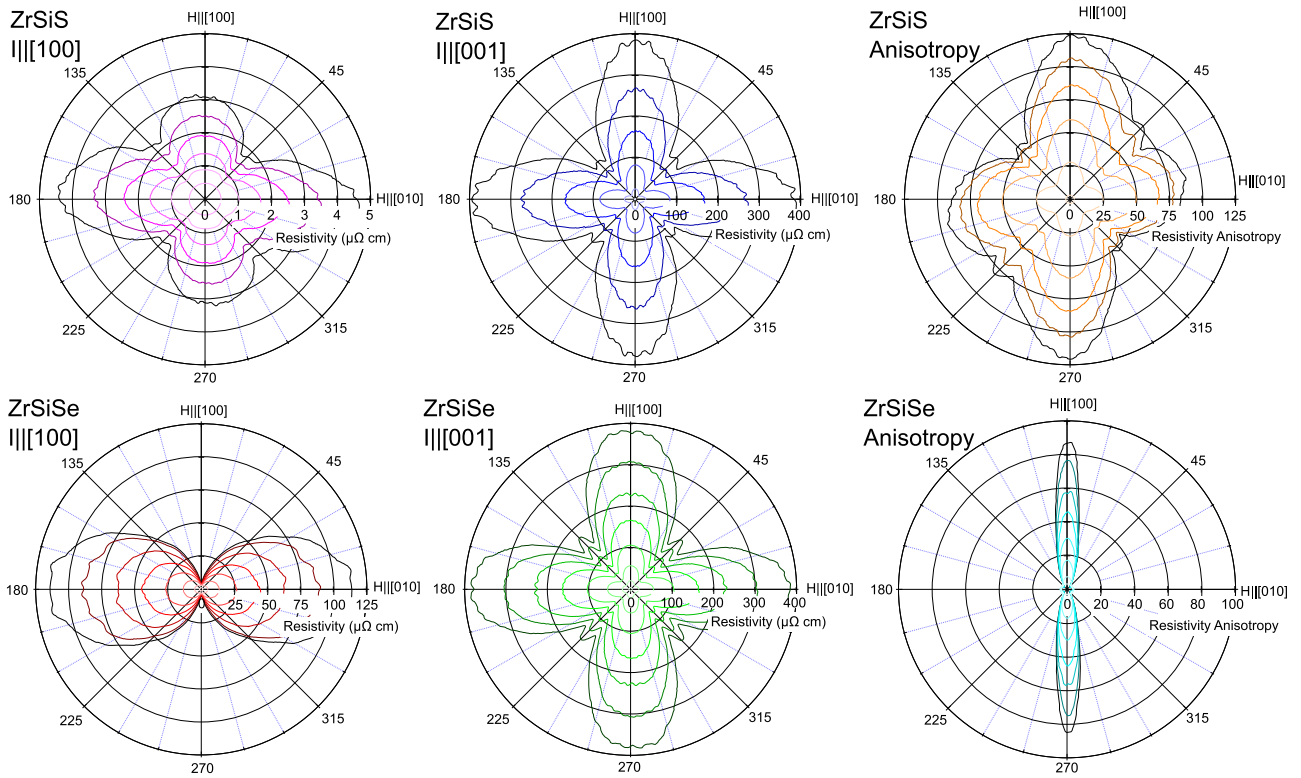 ZrSiS
I||[100]
H||[100]
135
45
180
H||[010]
0 1 2 3 4 5
Resistivity (μΩ cm)
225
315
270
ZrSiS
I||[001]
H||[100]
135
45
180
H||[010]
0 100 200 300 400
Resistivity (μΩ cm)
225
315
270
ZrSiS
Anisotropy
H||[100]
135
45
180
H||[010]
0 25 50 75 100 125
Resistivity Anisotropy
225
315
270
ZrSiSe
I||[100]
H||[100]
135
45
180
H||[010]
0 25 50 75 100 125
Resistivity (μΩ cm)
225
315
270
ZrSiSe
I||[001]
H||[100]
135
45
180
H||[010]
0 100 200 300 400
Resistivity (μΩ cm)
225
315
270
ZrSiSe
Anisotropy
H||[100]
135
45
180
H||[010]
0 20 40 60 80 100
Resistivity Anisotropy
225
315
270